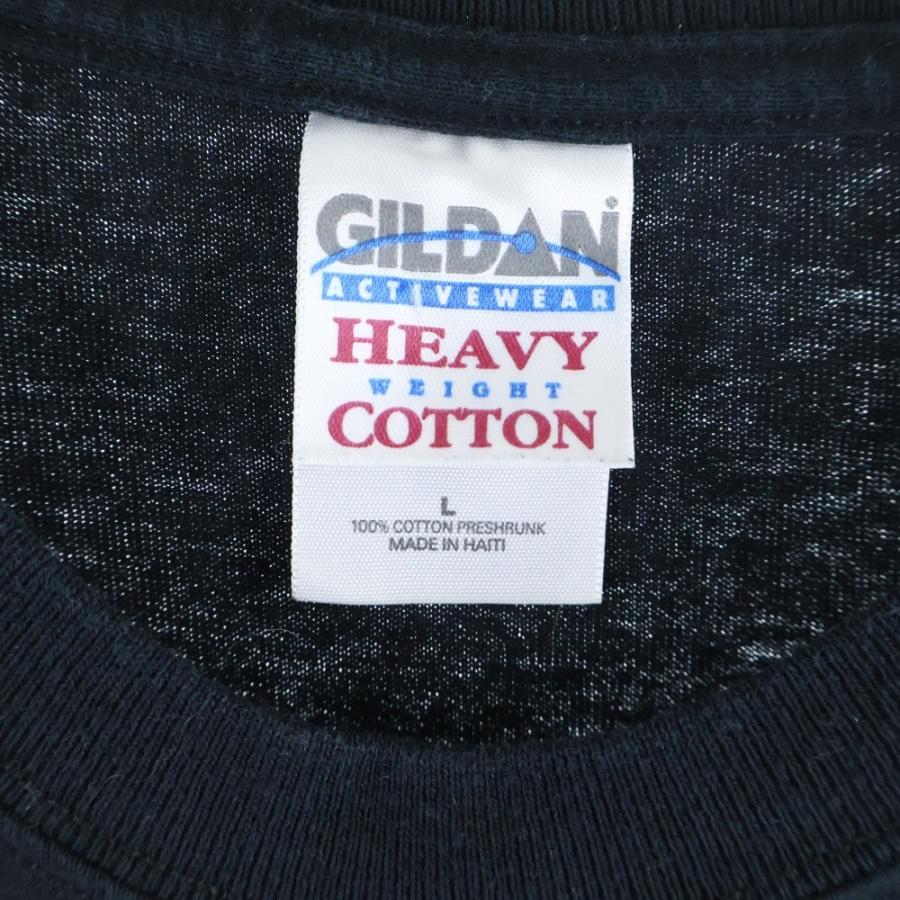 GILDAN®
ACTIVEWEAR
HEAVY
WEIGHT
COTTON
L
100% COTTON PRESHRUNK
MADE IN HAITI